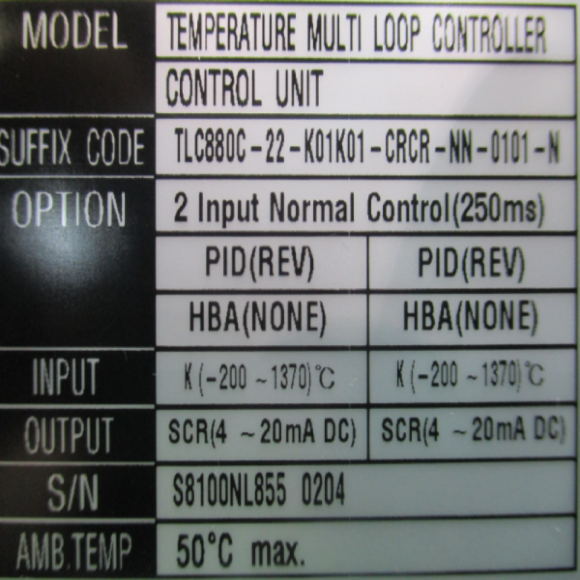 MODEL TEMPERATURE MULTI LOOP CONTROLLER
CONTROL UNIT
SUFFIX CODE TLC880C-22-K01K01-CRCR-NN-0101-N
OPTION 2 Input Normal Control(250ms)
PID(REV) PID(REV)
HBA(NONE) HBA(NONE)
INPUT K(-200 ~1370)℃ K(-200 ~1370)℃
OUTPUT SCR(4 ~20mA DC) SCR(4 ~20mA DC)
S/N S8100NL855 0204
AMB.TEMP 50°C max.